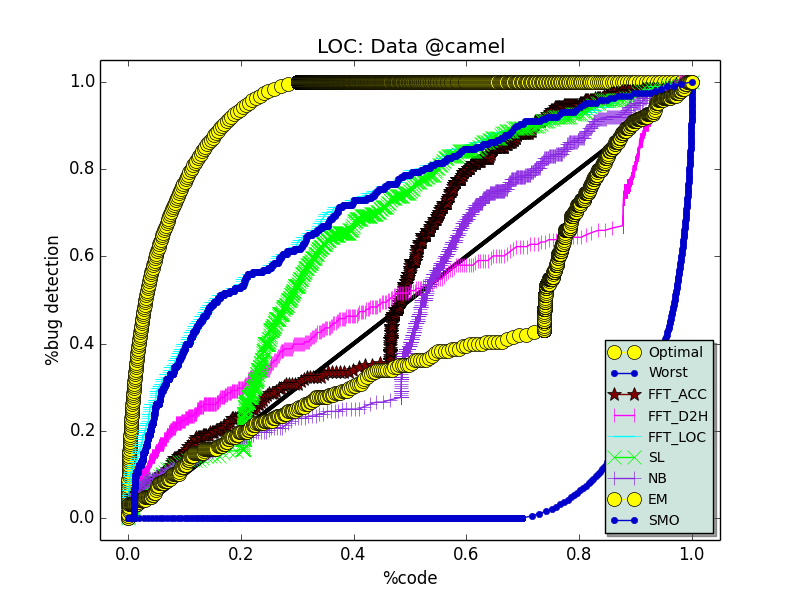 LOC: Data @camel
1.0
0.8
0.6
0.4
0.2
0.0
%bug detection
0.0 0.2 0.4 0.6 0.8 1.0
%code
Optimal
Worst
FFT_ACC
FFT_D2H
FFT_LOC
SL
NB
EM
SMO